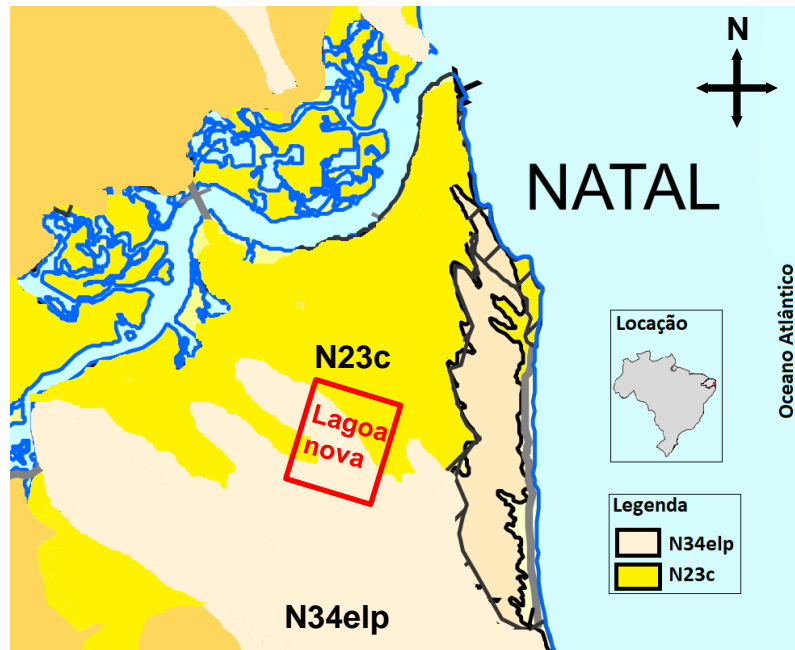 N
NATAL
Oceano Atlântico
Locação
N23c
Lagoa
nova
N
Legenda
N34elp
N23c
N34elp